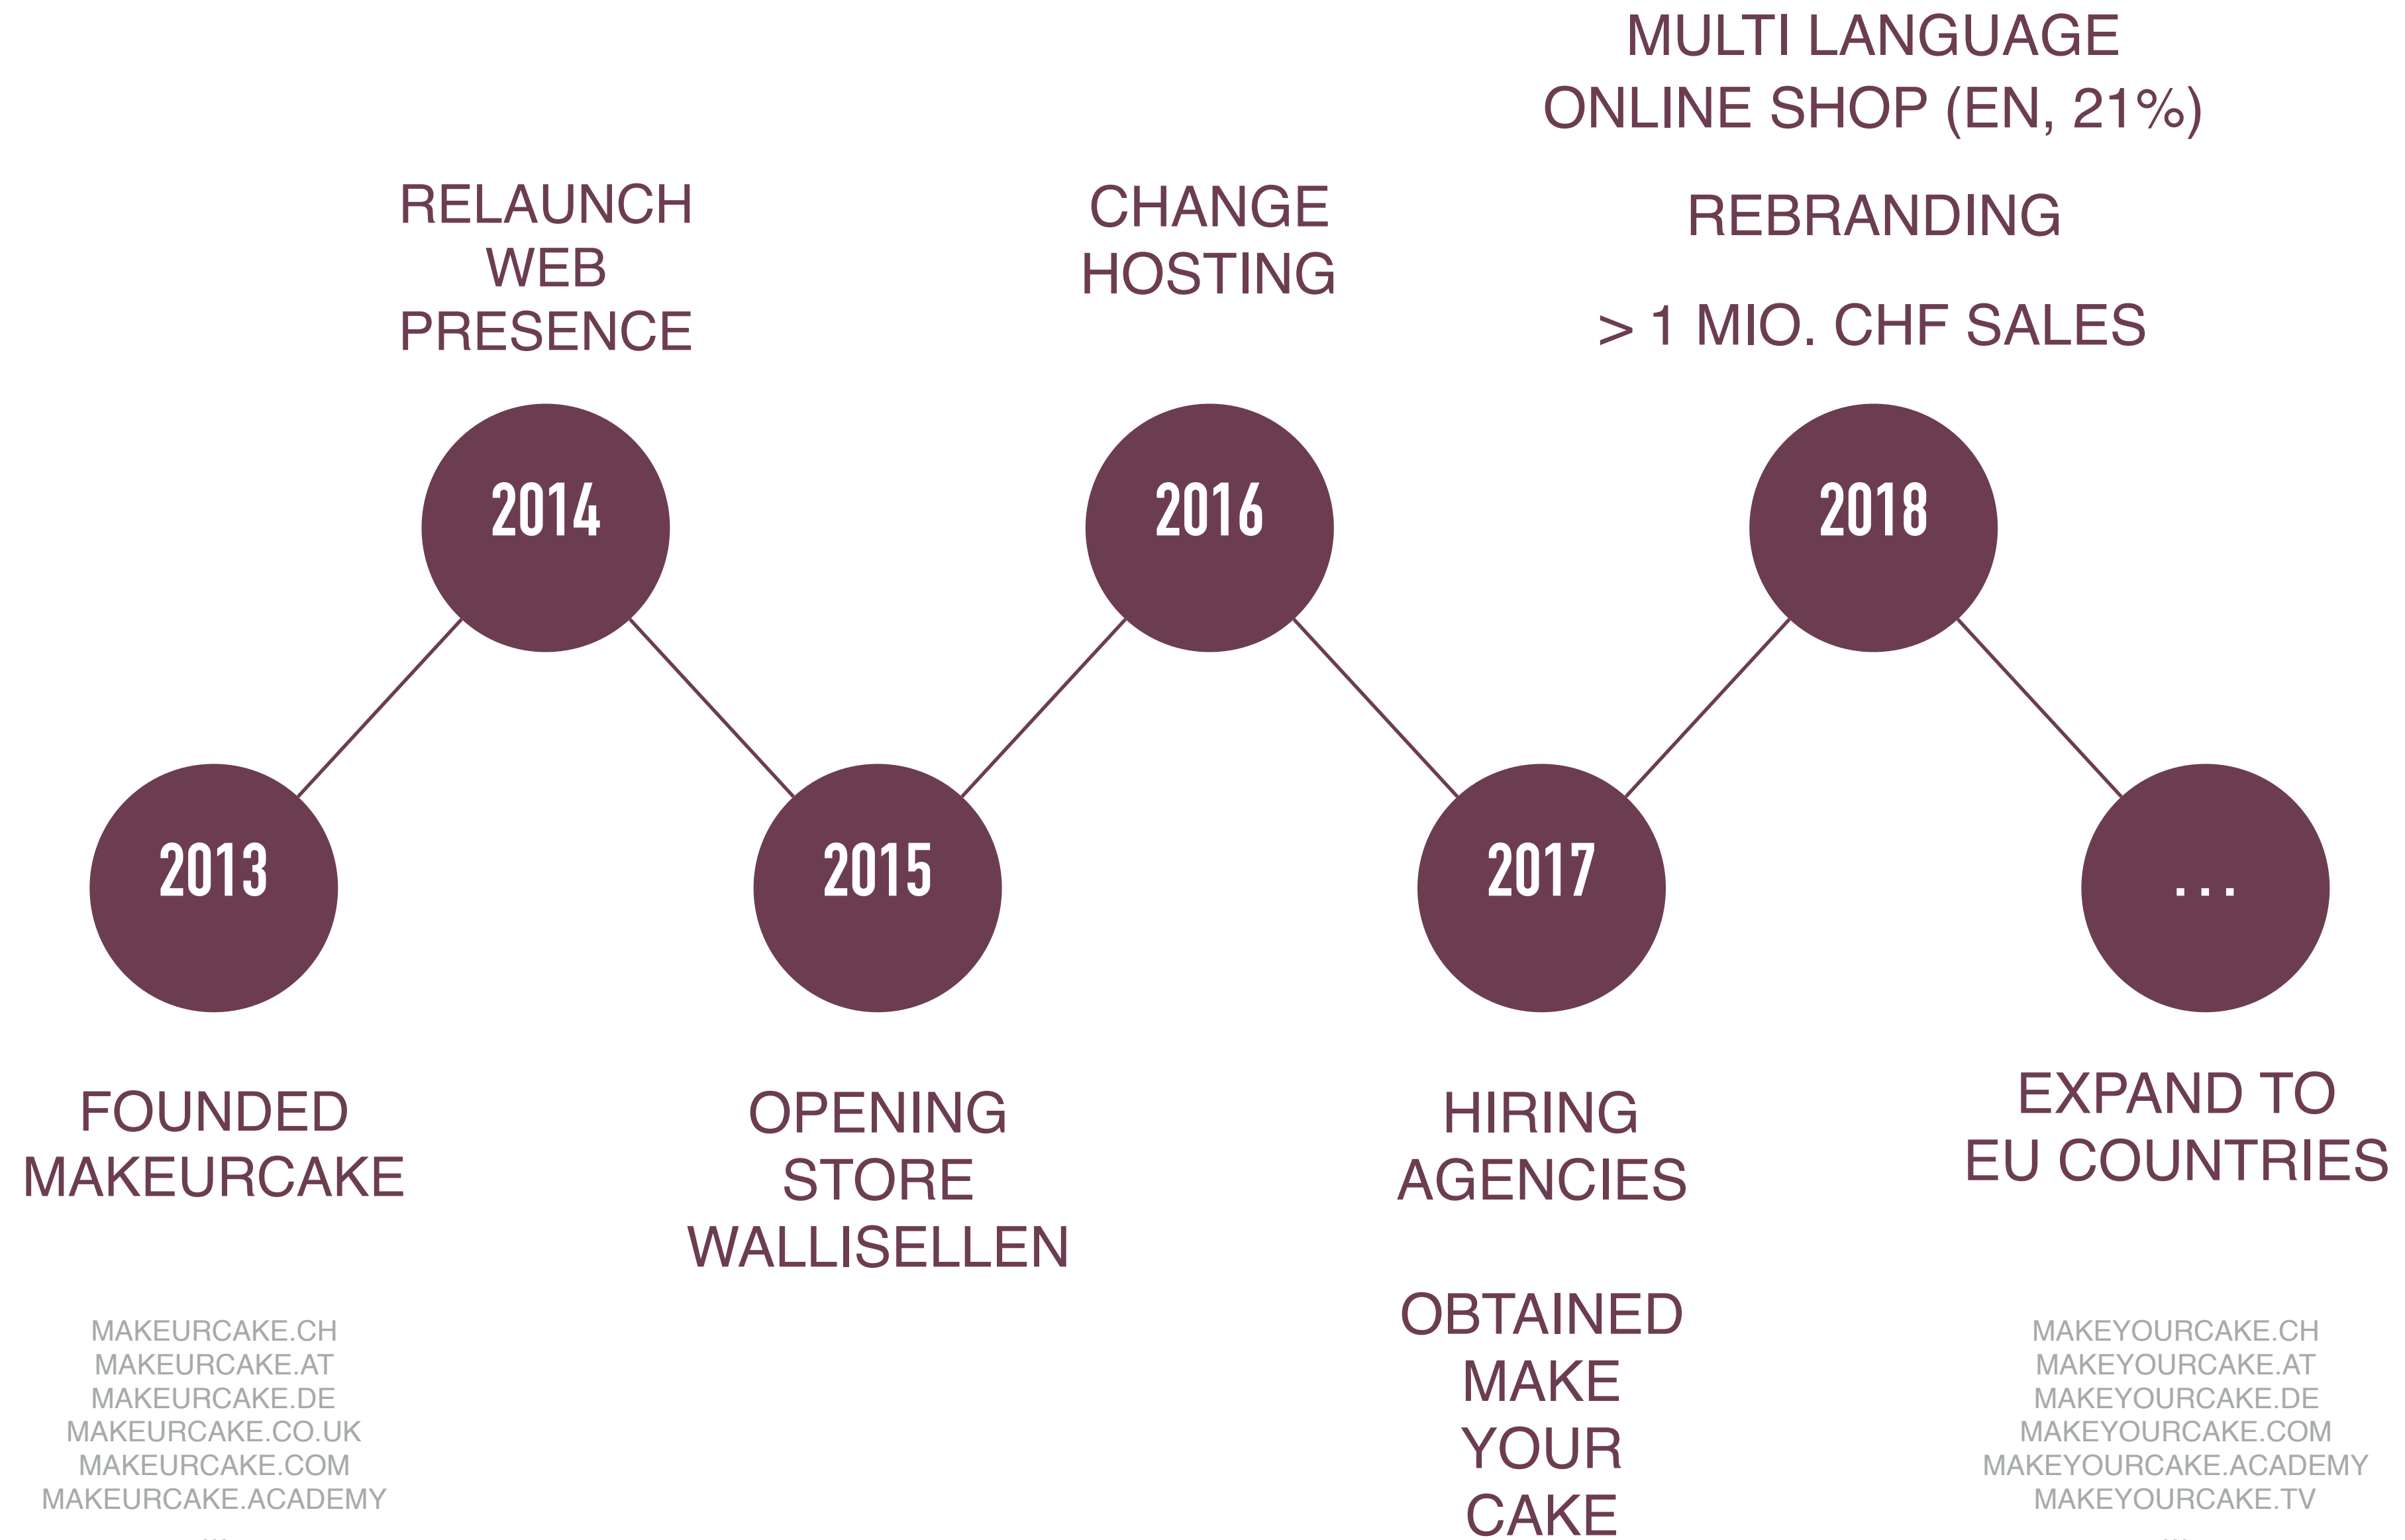 MULTI LANGUAGE
ONLINE SHOP (EN, 21%)
REBRANDING
> 1 MIO. CHF SALES
RELAUNCH
WEB
PRESENCE
CHANGE
HOSTING
2014
2016
2018
2013
2015
2017
...
FOUNDED
MAKEURCAKE
OPENING
STORE
WALLISELLEN
HIRING
AGENCIES
OBTAINED
MAKE
YOUR
CAKE
EXPAND TO
EU COUNTRIES
MAKEURCAKE.CH
MAKEURCAKE.AT
MAKEURCAKE.DE
MAKEURCAKE.CO.UK
MAKEURCAKE.COM
MAKEURCAKE.ACADEMY
...
MAKEYOURCAKE.CH
MAKEYOURCAKE.AT
MAKEYOURCAKE.DE
MAKEYOURCAKE.COM
MAKEYOURCAKE.ACADEMY
MAKEYOURCAKE.TV
...